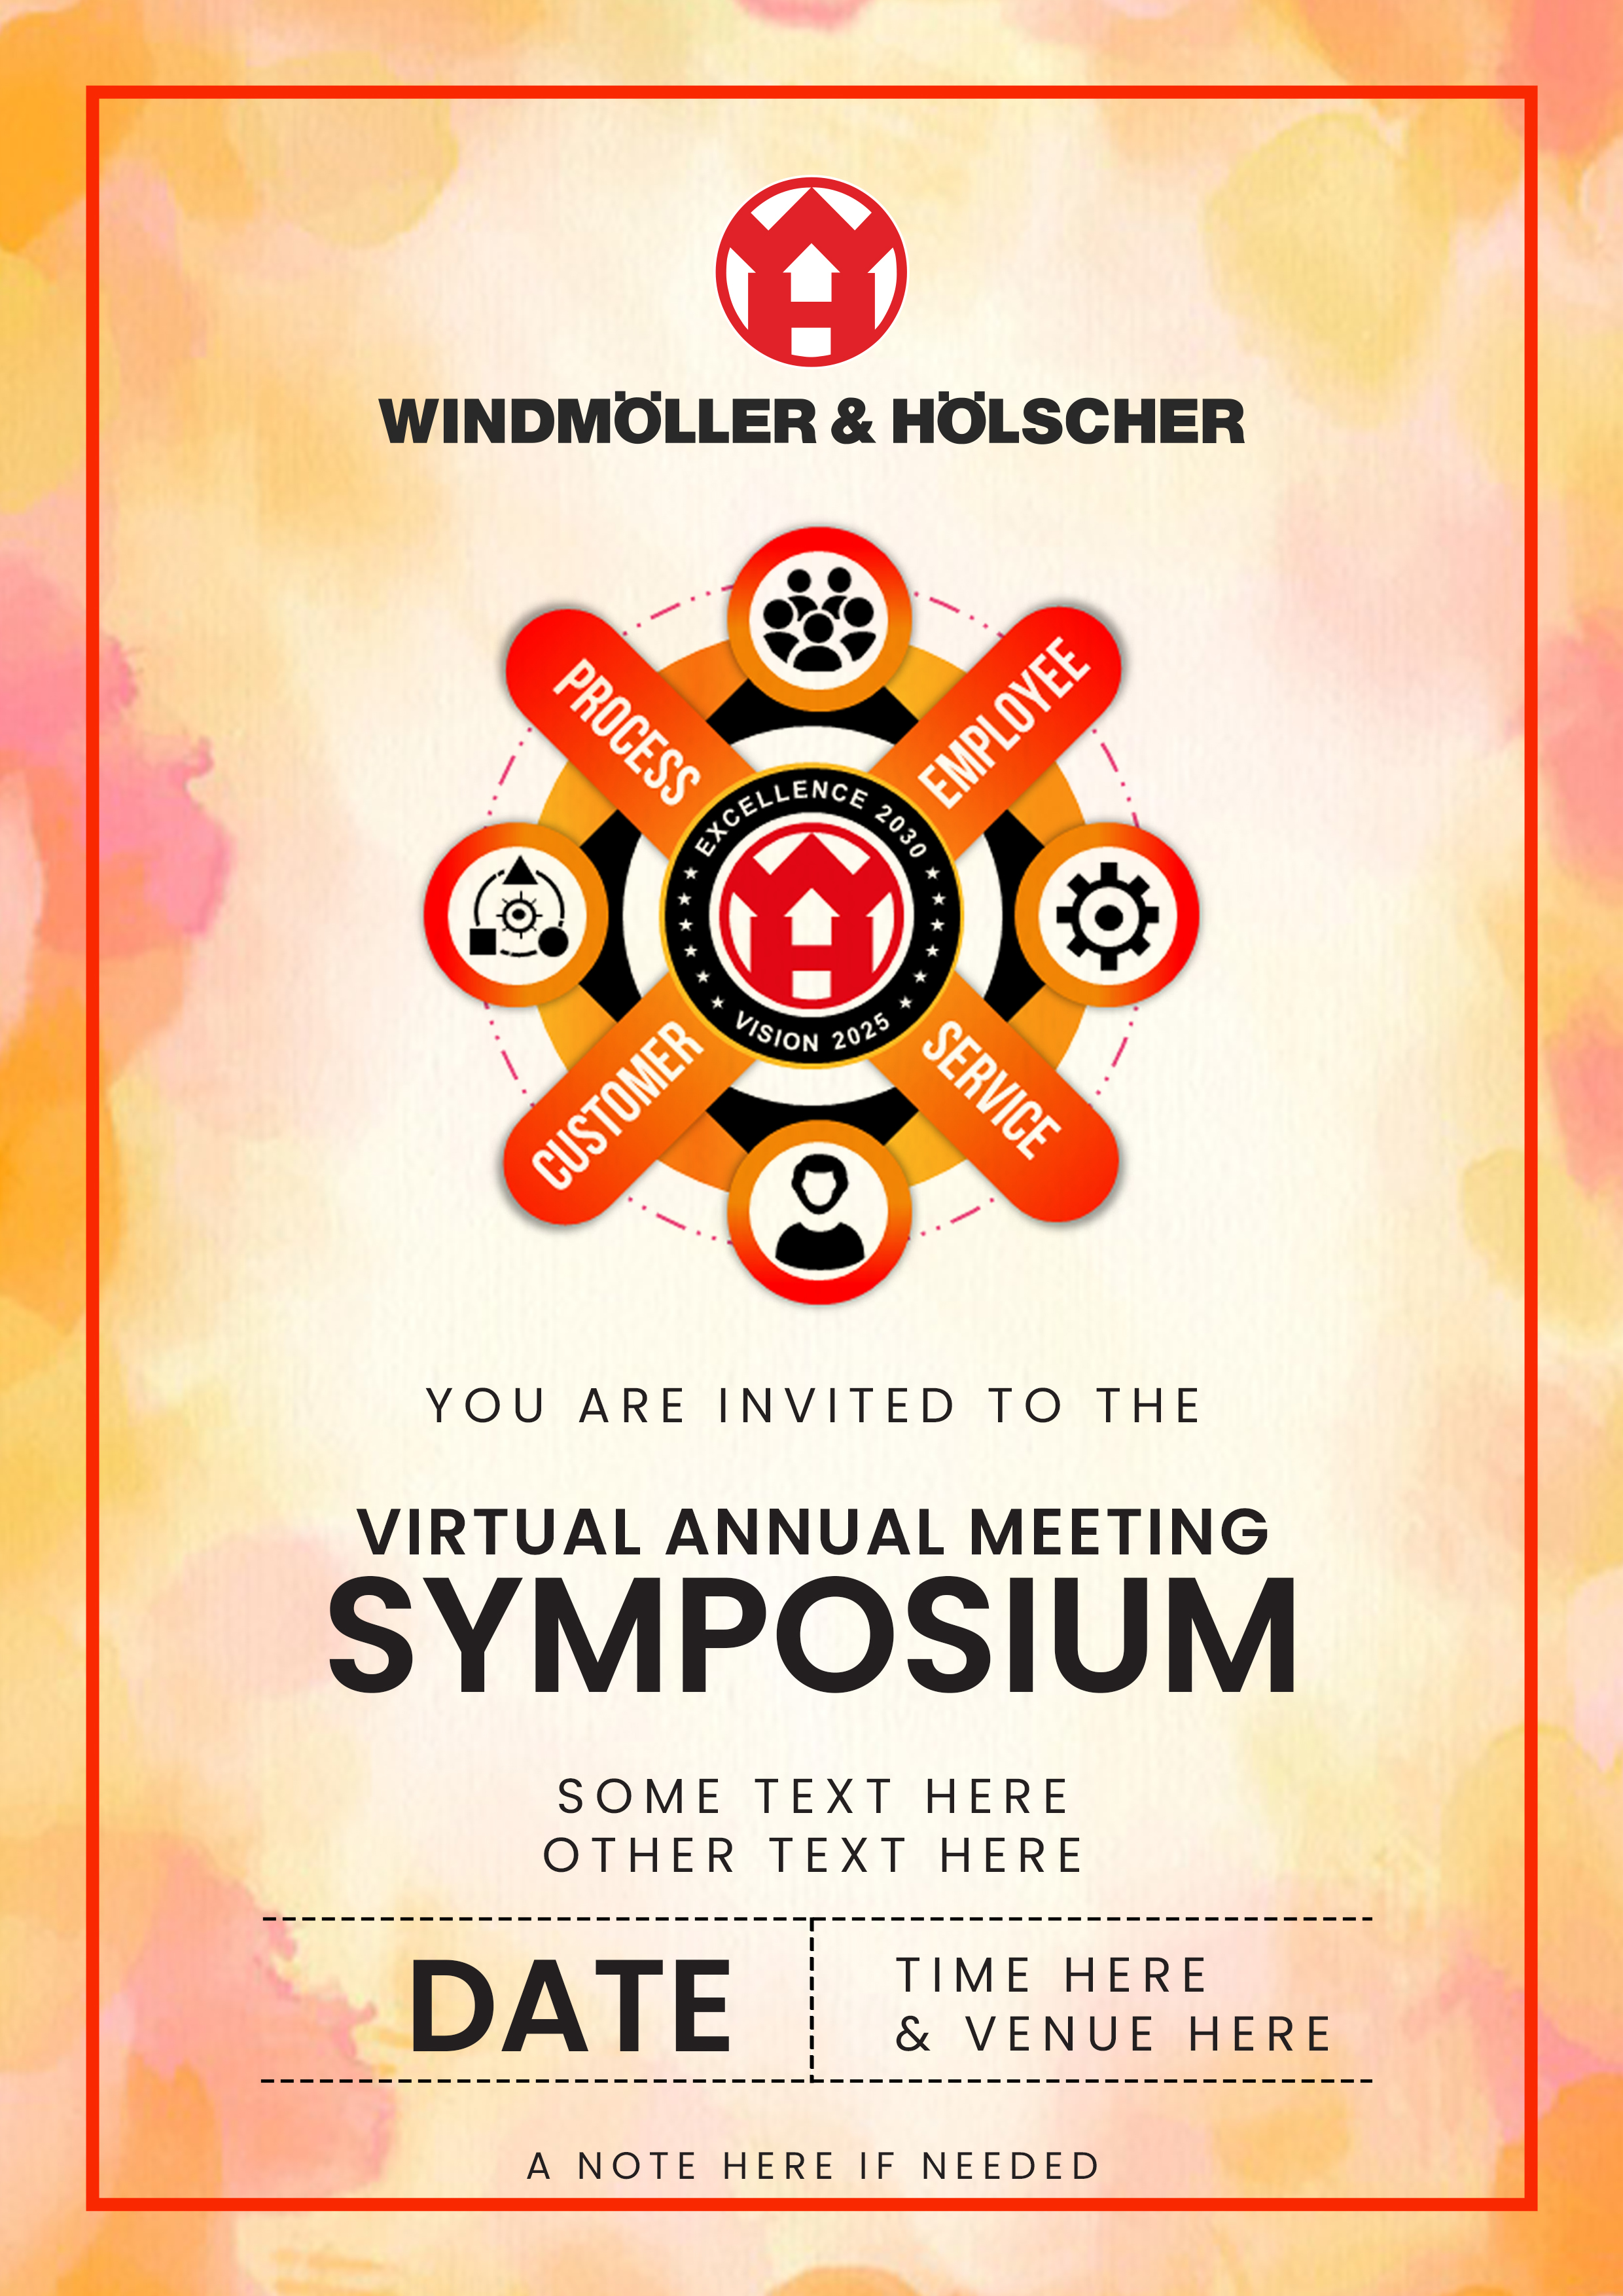 WINDMÖLLER & HÖLSCHER
PROCESS
EMPLOYEE
EXCELLENCE 2030
VISION 2025
CUSTOMER
SERVICE
YOU ARE INVITED TO THE
VIRTUAL ANNUAL MEETING
SYMPOSIUM
SOME TEXT HERE
OTHER TEXT HERE
DATE
TIME HERE
& VENUE HERE
A NOTE HERE IF NEEDED